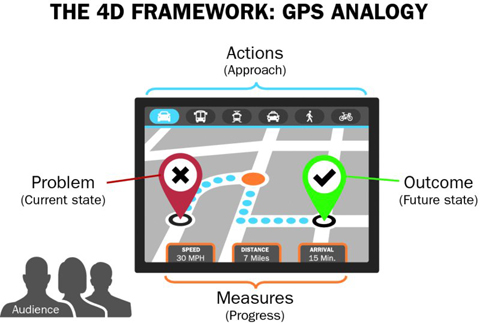 THE 4D FRAMEWORK: GPS ANALOGY
Actions
(Approach)
Problem
(Current state)
Outcome
(Future state)
SPEED
30 MPH
DISTANCE
7 Miles
ARRIVAL
15 Min.
Measures
(Progress)
Audience